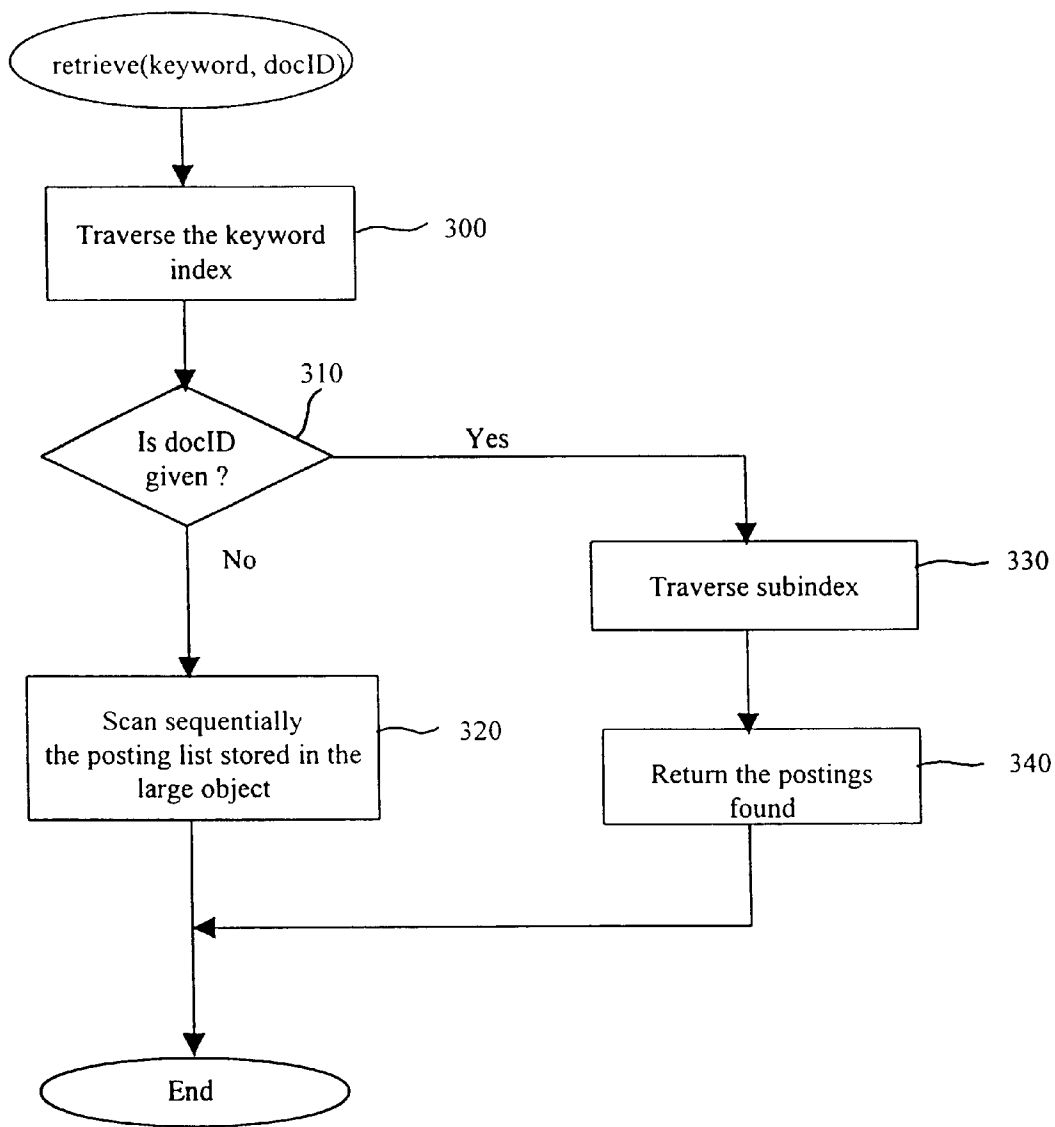 retrieve(keyword, docID)
Traverse the keyword
index
300
310
Is docID
given ?
Yes
No
Traverse subindex
330
Scan sequentially
the posting list stored in the
large object
320
Return the postings
found
340
End